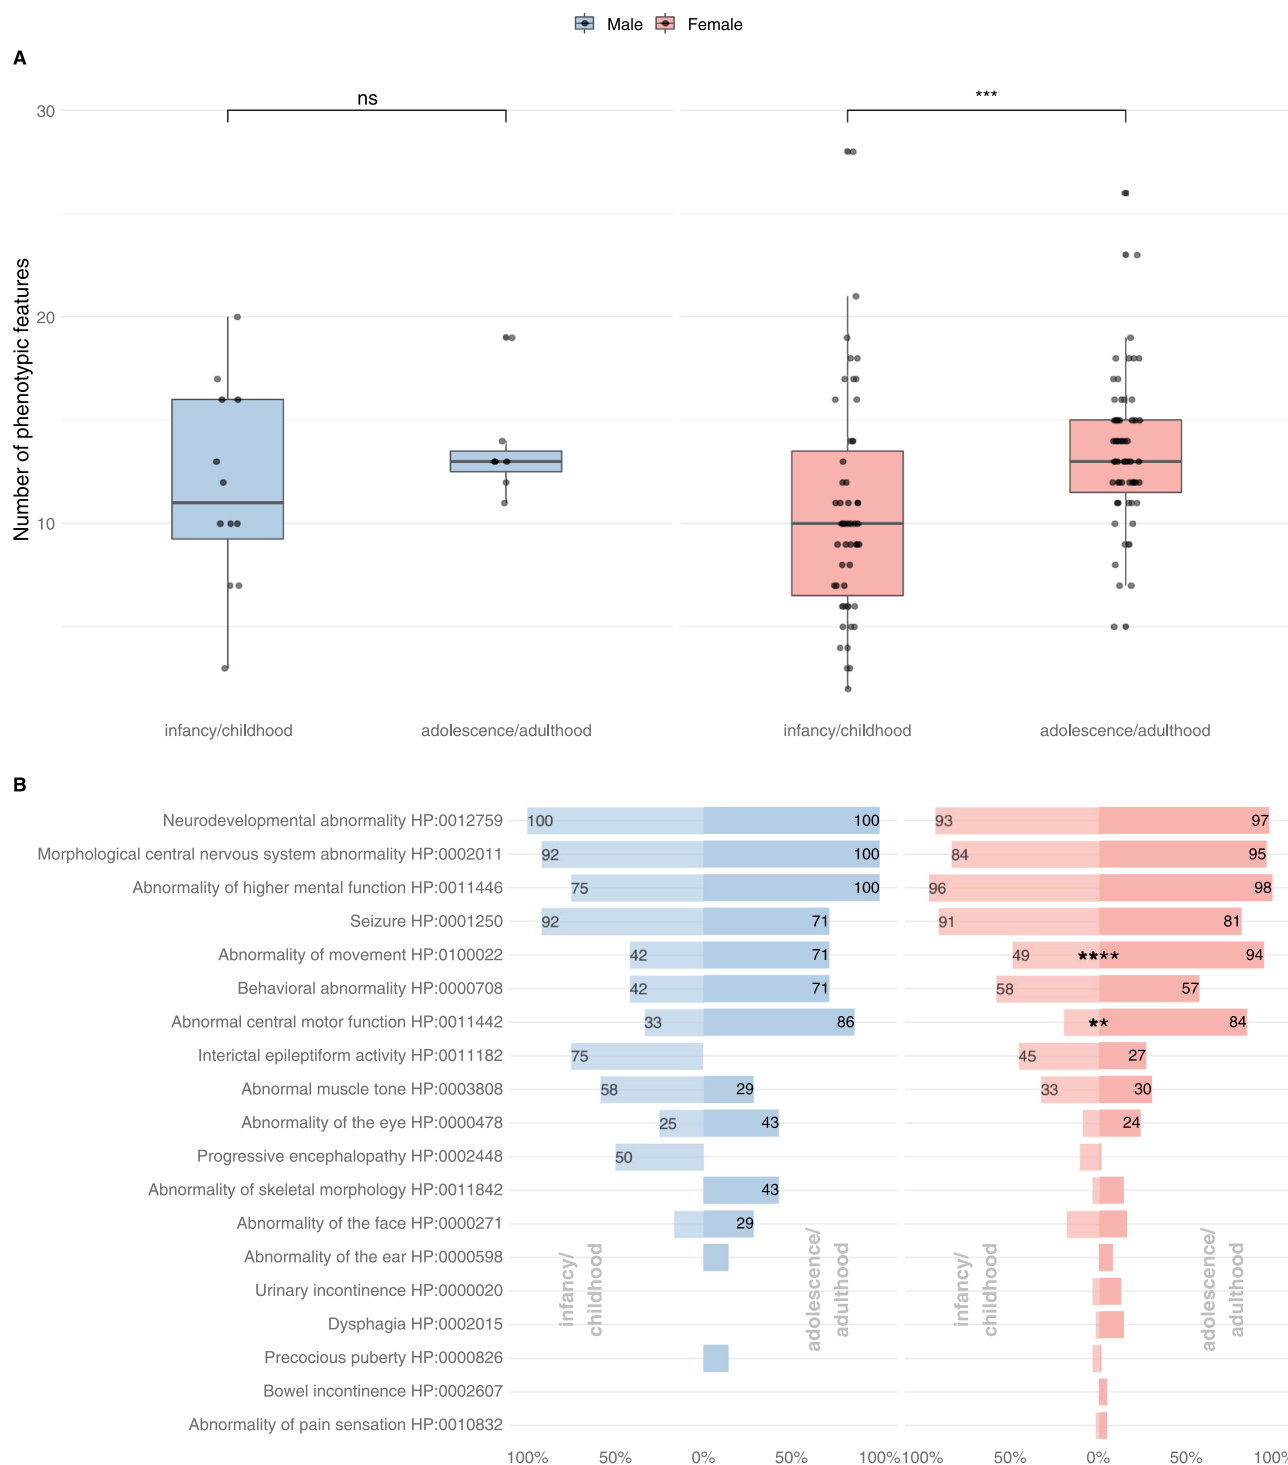 Male Female
A
ns
***
30
20
10
Number of phenotypic features
infancy/childhood adolescence/adulthood infancy/childhood adolescence/adulthood
B
Neurodevelopmental abnormality HP:0012759 100 100 93 97
Morphological central nervous system abnormality HP:0002011 92 100 84 95
Abnormality of higher mental function HP:0011446 75 100 96 98
Seizure HP:0001250 92 71 91 81
Abnormality of movement HP:0100022 42 71 49 **** 94
Behavioral abnormality HP:0000708 42 71 58 57
Abnormal central motor function HP:0011442 33 86 ** 84
Interictal epileptiform activity HP:0011182 75 45 27
Abnormal muscle tone HP:0003808 58 29 33 30
Abnormality of the eye HP:0000478 25 43 24
Progressive encephalopathy HP:0002448 50
Abnormality of skeletal morphology HP:0011842 43
Abnormality of the face HP:0000271 29
Abnormality of the ear HP:0000598
Urinary incontinence HP:0000020
Dysphagia HP:0002015
Precocious puberty HP:0000826
Bowel incontinence HP:0002607
Abnormality of pain sensation HP:0010832
infancy/
childhood
adolescence/
adulthood
infancy/
childhood
adolescence/
adulthood
100% 50% 0% 50% 100% 100% 50% 0% 50% 100%